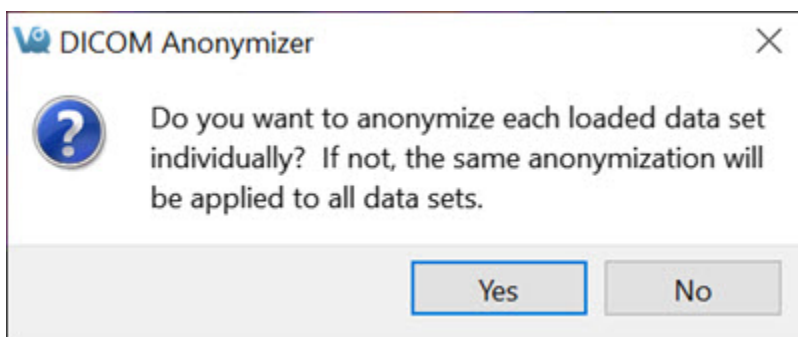 DICOM Anonymizer
Do you want to anonymize each loaded data set
individually?  If not, the same anonymization will
be applied to all data sets.
Yes
No